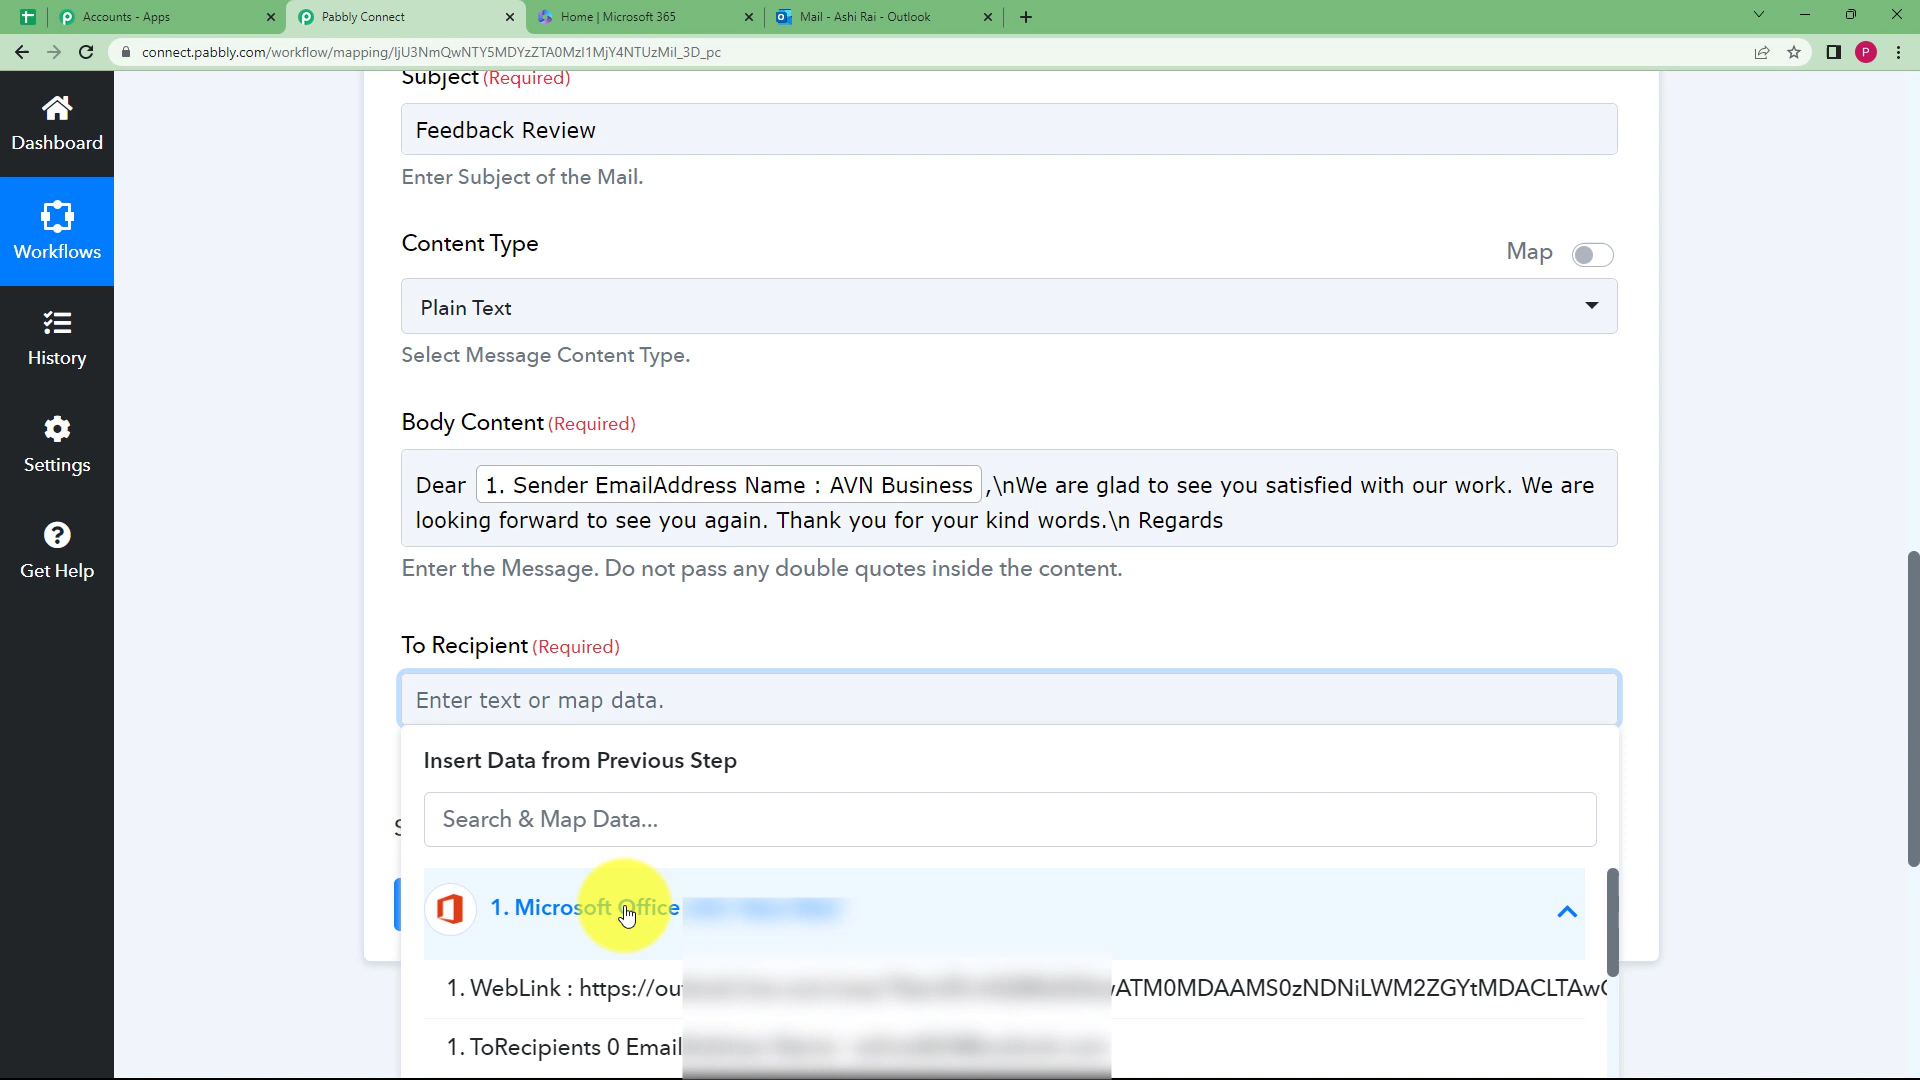 Accounts - Apps
Pabbly Connect
Home | Microsoft 365
Mail - Ashi Rai - Outlook
connect.pabbly.com/workflow/mapping/IjU3NmQwNTY5MDYzZTA0MzI1MjY4NTUzMiI_3D_pc
P
Dashboard
Workflows
History
Settings
Get Help
Subject (Required)
Feedback Review
Enter Subject of the Mail.
Content Type
Map
Plain Text
Select Message Content Type.
Body Content (Required)
Dear 1. Sender EmailAddress Name : AVN Business ,\nWe are glad to see you satisfied with our work. We are
looking forward to see you again. Thank you for your kind words.\n Regards
Enter the Message. Do not pass any double quotes inside the content.
To Recipient (Required)
Enter text or map data.
Insert Data from Previous Step
Search & Map Data...
1. Microsoft Office
1. WebLink : https://ou ATM0MDAAMS0zNDNiLWM2ZGYtMDACLTAw
1. ToRecipients 0 Email